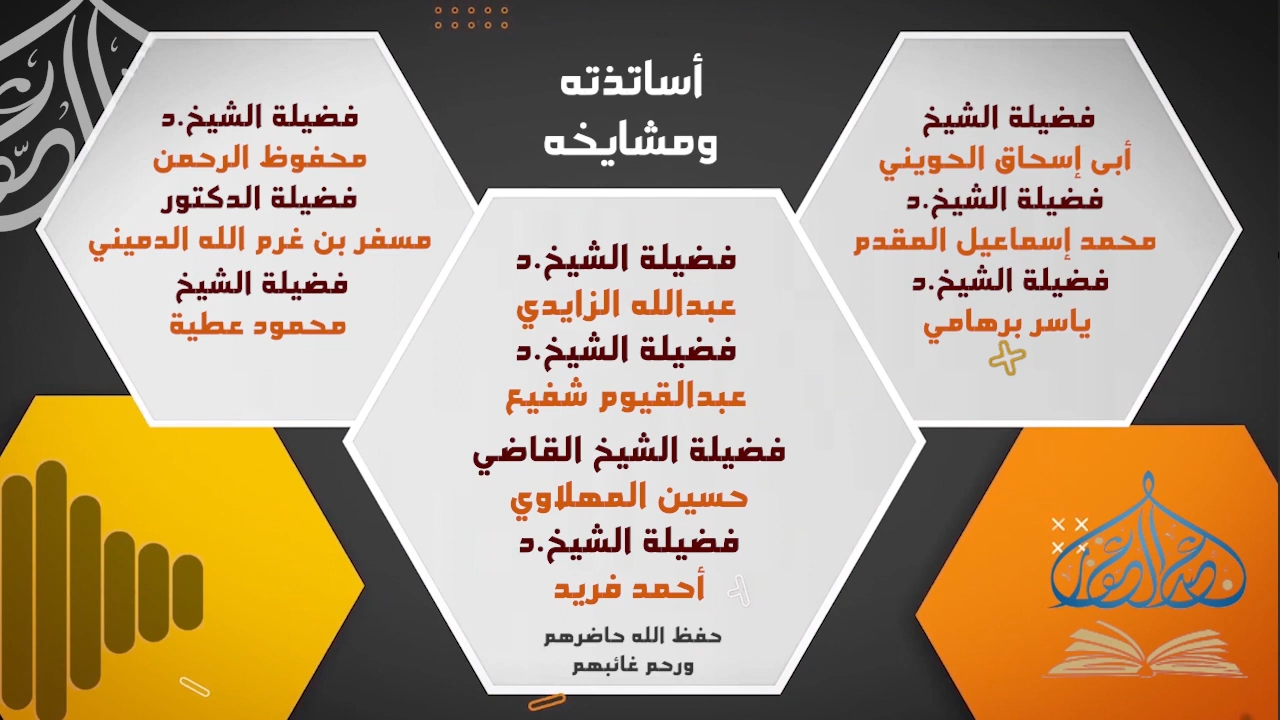 أساتذته
ومشايخه
فضيلة الشيخ
أبى إسحاق الحويني
فضيلة الشيخ.د
محمد إسماعيل المقدم
فضيلة الشيخ.د
ياسر برهامي
فضيلة الشيخ.د
عبدالله الزايدي
فضيلة الشيخ.د
عبدالقيوم شفيع
فضيلة الشيخ القاضي
حسين المهلاوي
فضيلة الشيخ.د
أحمد فريد
حفظ الله حاضرهم
ورحم غائبهم
فضيلة الشيخ.د
محفوظ الرحمن
فضيلة الدكتور
مسفر بن غرم الله الدميني
فضيلة الشيخ
محمود عطية